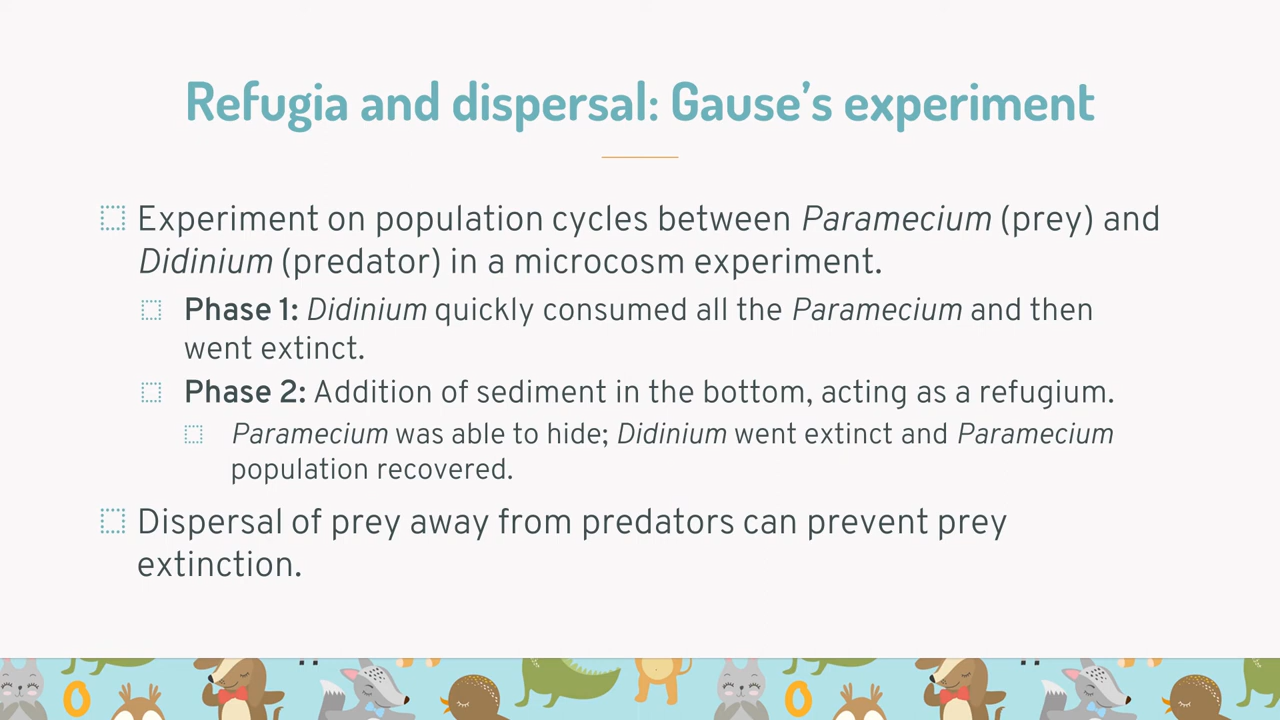 Refugia and dispersal: Gause’s experiment
Experiment on population cycles between Paramecium (prey) and
Didinium (predator) in a microcosm experiment.
Phase 1: Didinium quickly consumed all the Paramecium and then
went extinct.
Phase 2: Addition of sediment in the bottom, acting as a refugium.
Paramecium was able to hide; Didinium went extinct and Paramecium
population recovered.
Dispersal of prey away from predators can prevent prey
extinction.